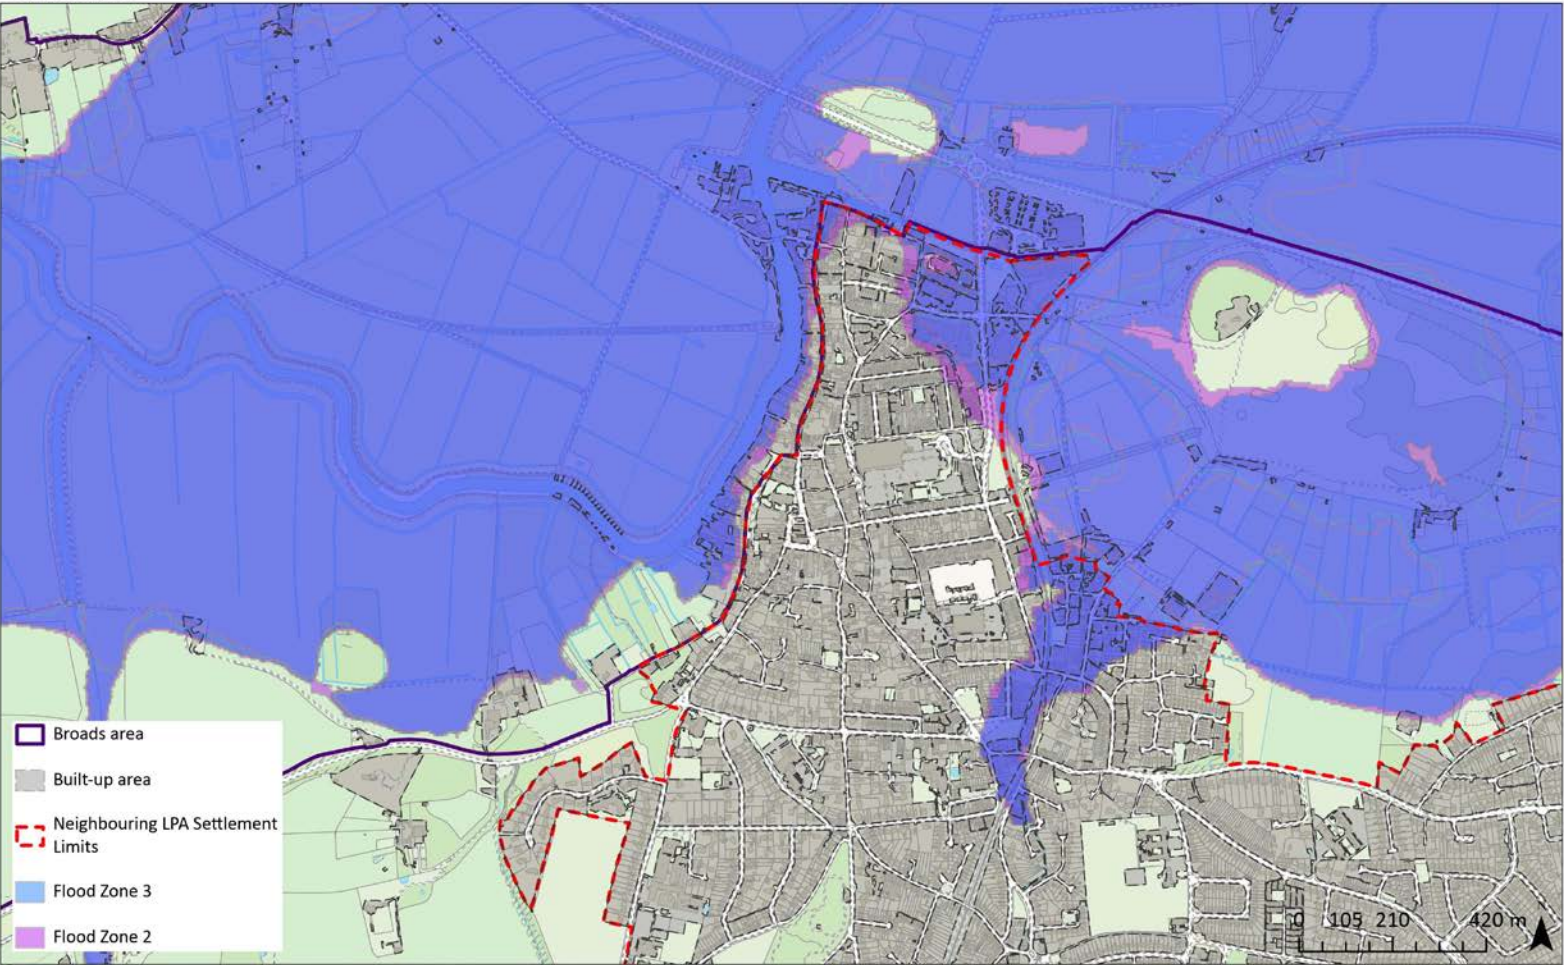 Broads area
Built-up area
Neighbouring LPA Settlement
Limits
Flood Zone 3
Flood Zone 2
0 105 210 420 m